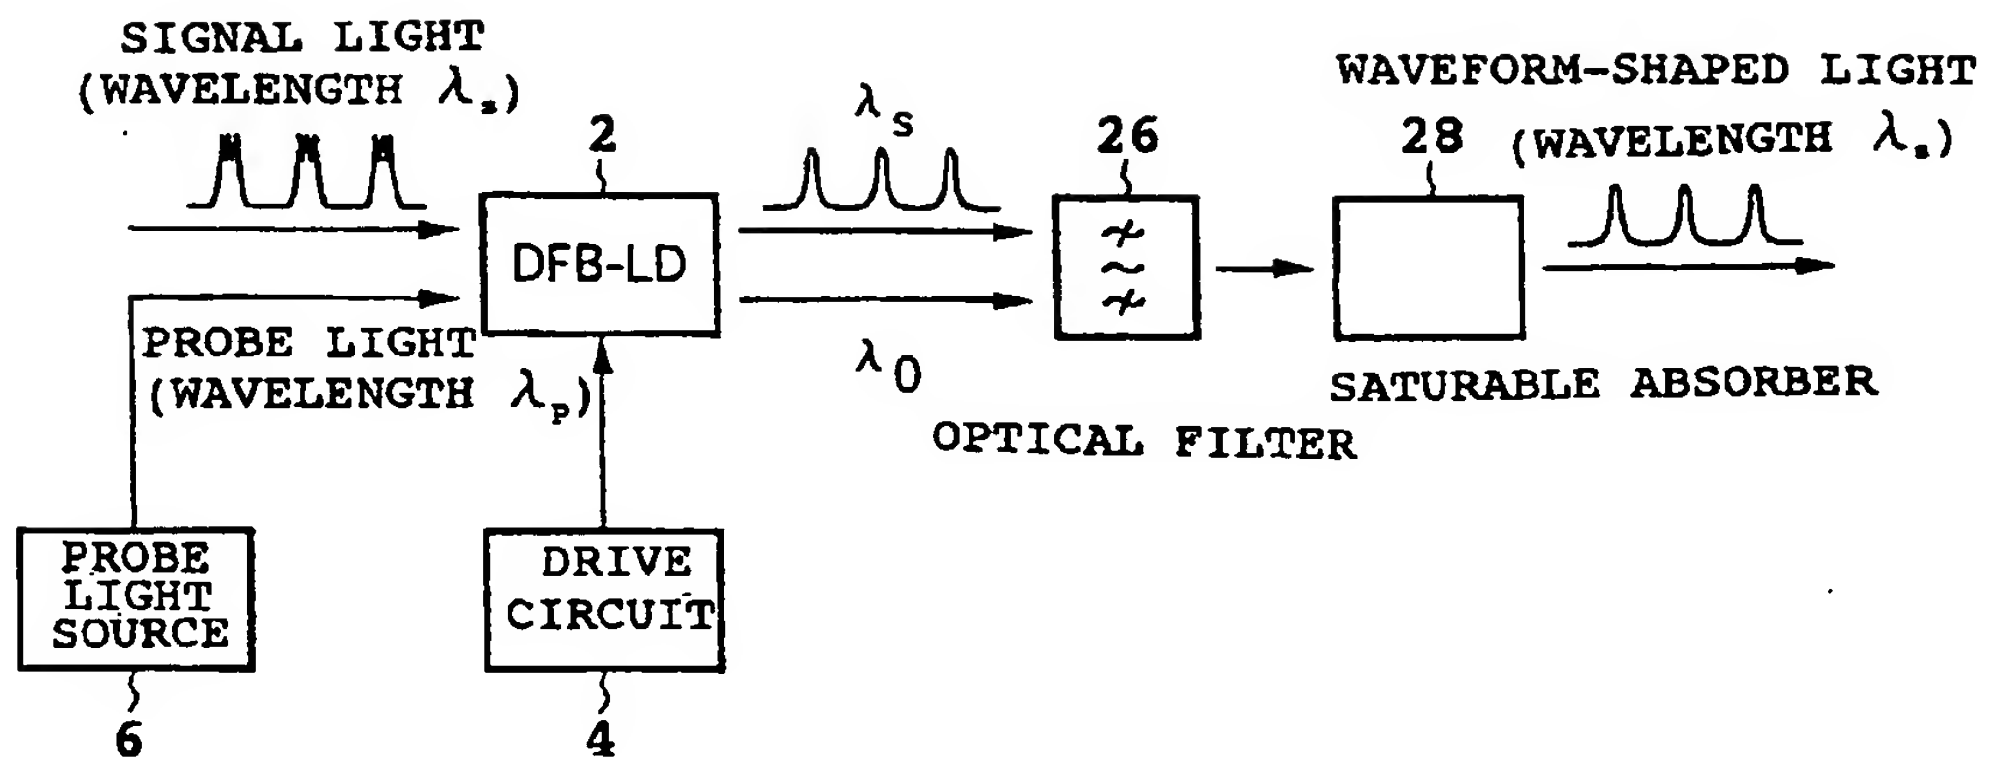 SIGNAL LIGHT
(WAVELENGTH λs)
WAVEFORM-SHAPED LIGHT
(WAVELENGTH λs)
2
λS
26
28
DFB-LD
PROBE LIGHT
(WAVELENGTH λP)
λ0
SATURABLE ABSORBER
OPTICAL FILTER
PROBE
LIGHT
SOURCE
DRIVE
CIRCUIT
6
4